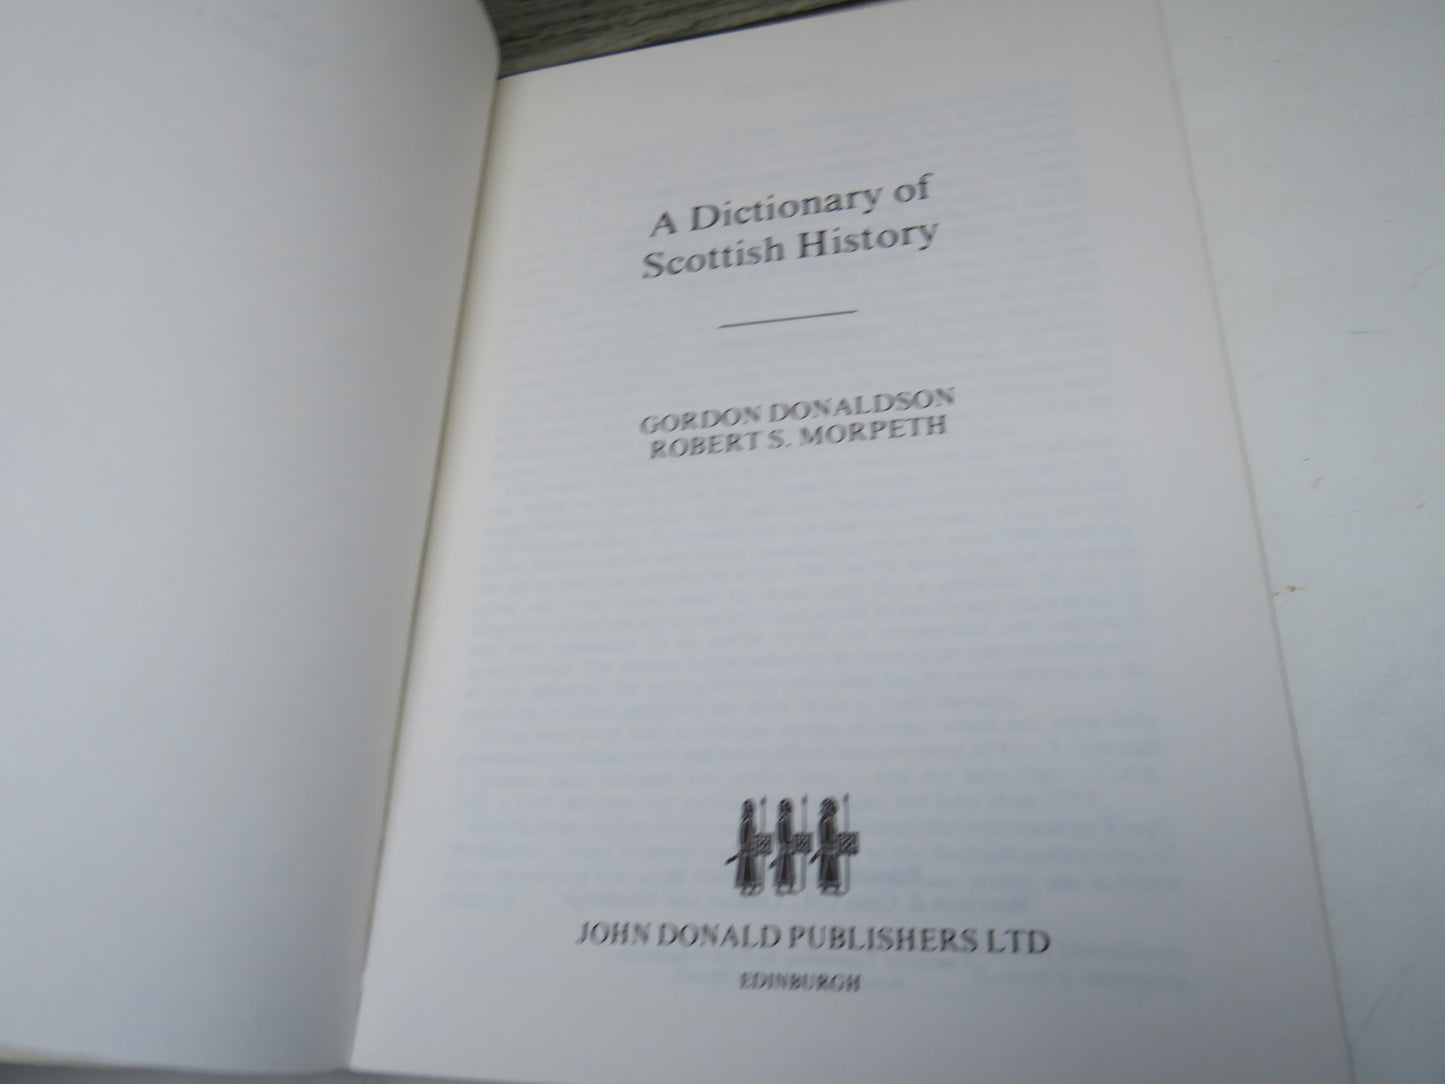 A Dictionary of
Scottish History
GORDON DONALDSON
ROBERT S. MORPETH
JOHN DONALD PUBLISHERS LTD
EDINBURGH